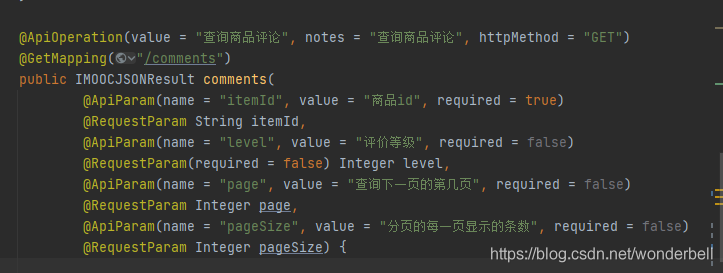 @ApiOperation(value = "查询商品评论", notes = "查询商品评论", httpMethod = "GET")
@GetMapping("/comments")
public IMOOCJSONResult comments(
@ApiParam(name = "itemId", value = "商品id", required = true)
@RequestParam String itemId,
@ApiParam(name = "level", value = "评价等级", required = false)
@RequestParam(required = false) Integer level,
@ApiParam(name = "page", value = "查询下一页的第几页", required = false)
@RequestParam Integer page,
@ApiParam(name = "pageSize", value = "分页的每一页显示的条数", required = false)
@RequestParam Integer pageSize) {
https://blog.csdn.net/wonderbell